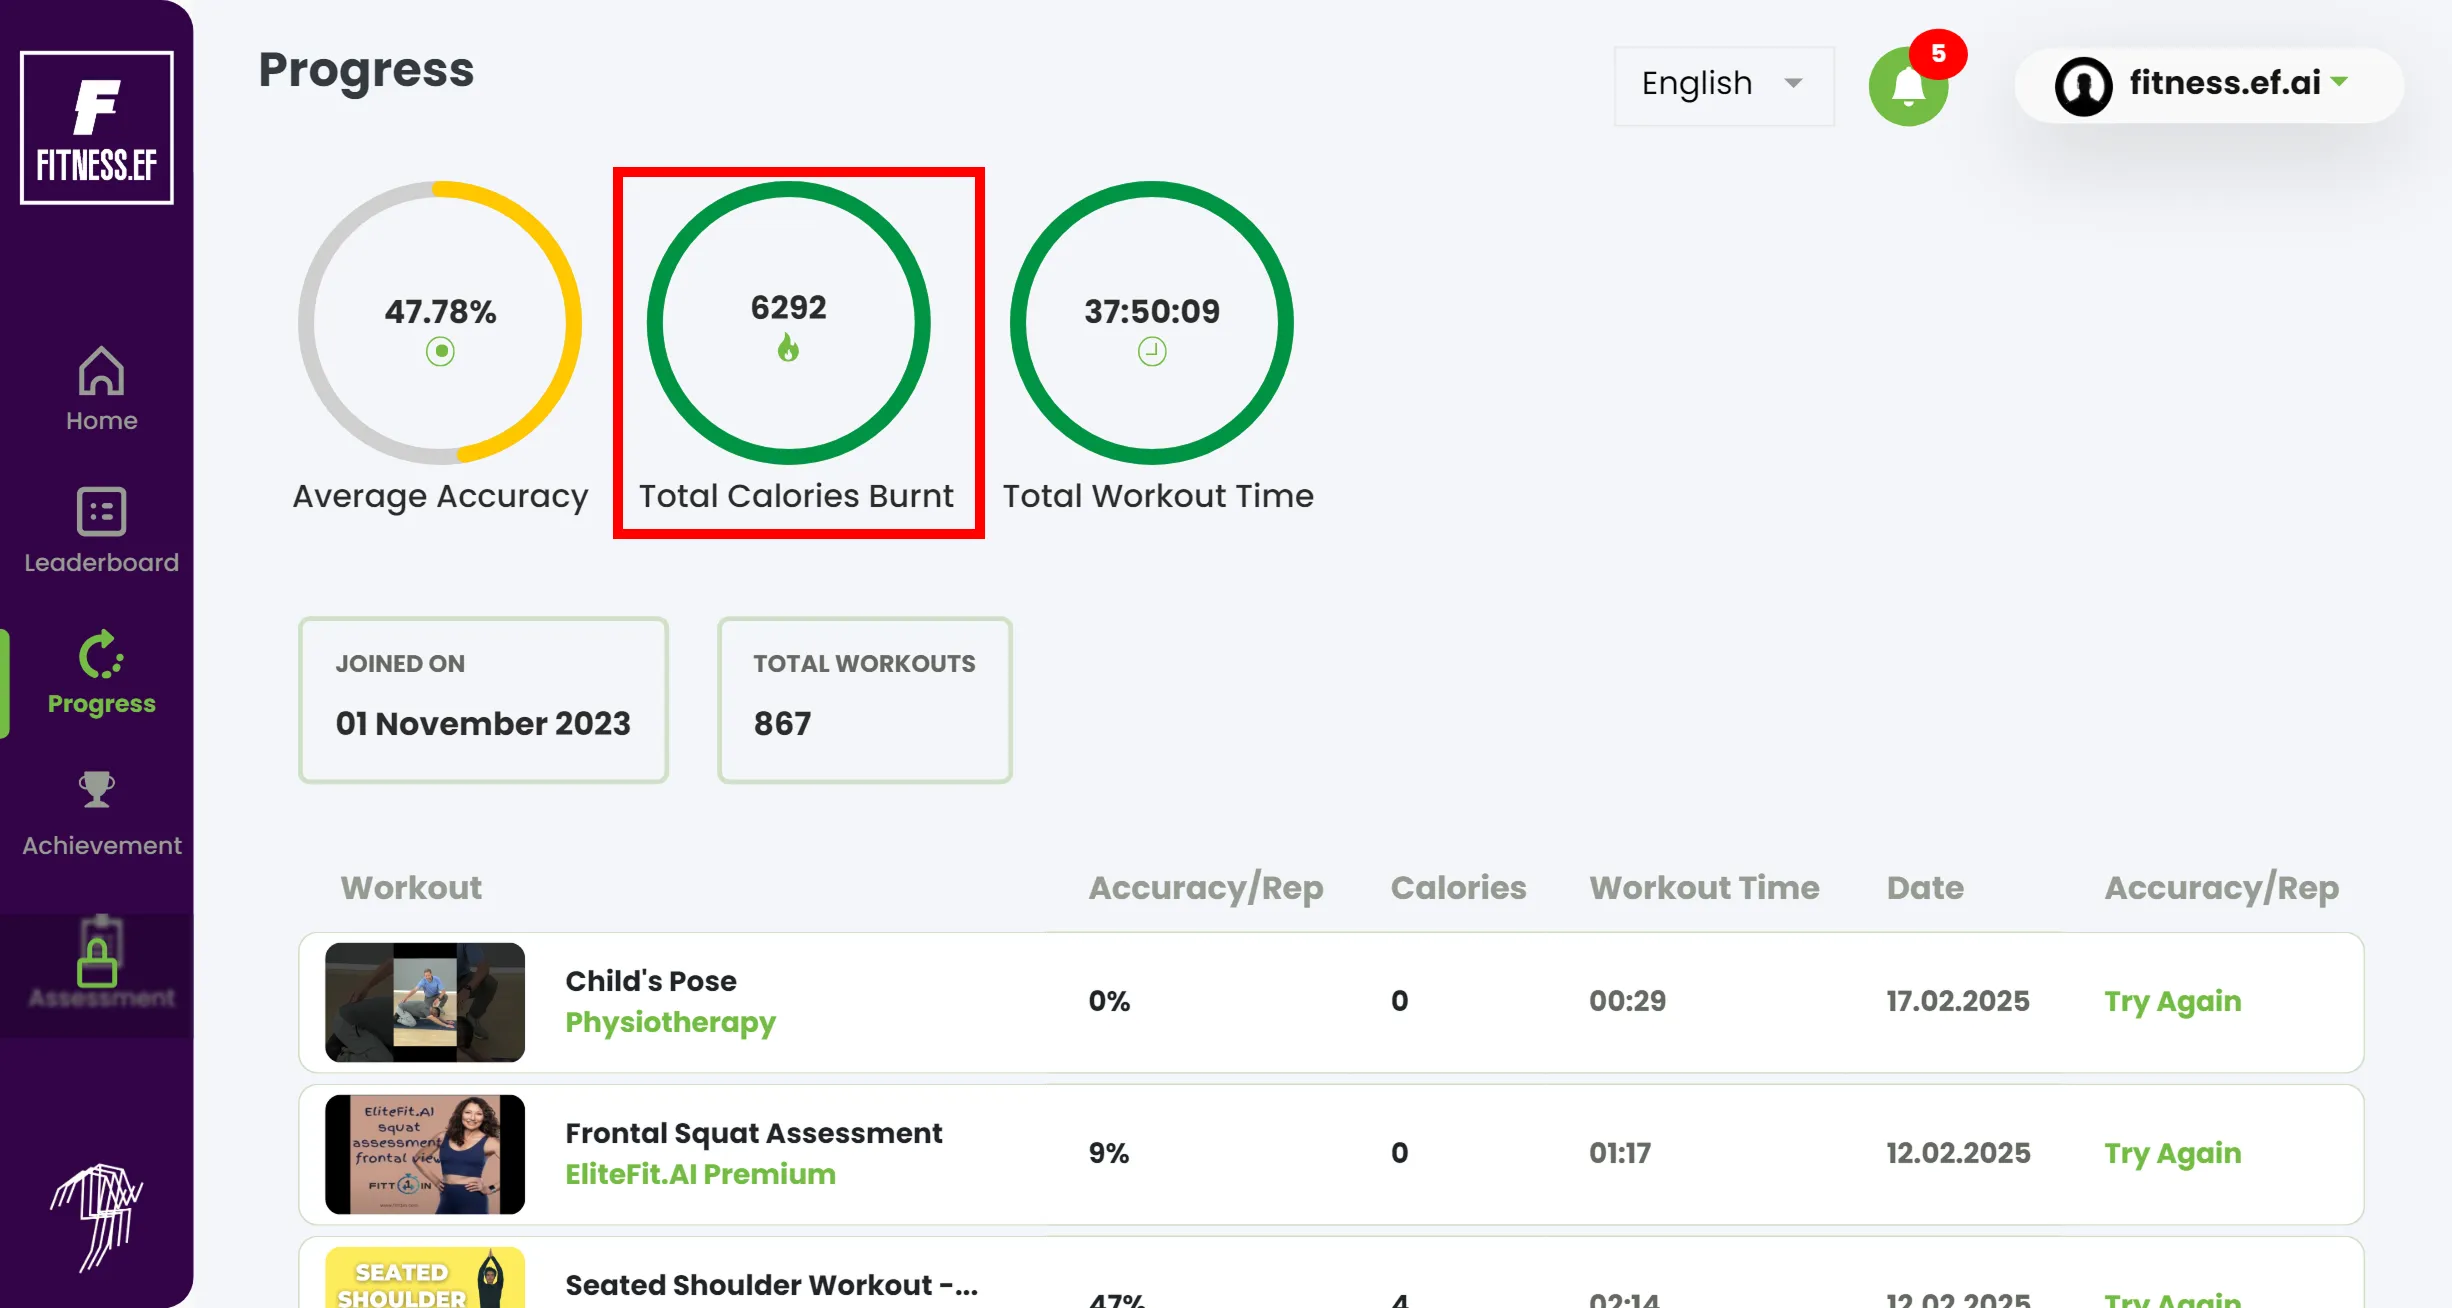 F
FITNESS.EF
Progress
English
5
fitness.ef.ai
47.78%
6292
37:50:09
Average Accuracy
Total Calories Burnt
Total Workout Time
Home
Leaderboard
Progress
Achievement
Assessment
JOINED ON
01 November 2023
TOTAL WORKOUTS
867
Workout
Accuracy/Rep
Calories
Workout Time
Date
Accuracy/Rep
Child's Pose
Physiotherapy
0%
0
00:29
17.02.2025
Try Again
EliteFit.AI
squat
assessment
frontal view
Frontal Squat Assessment
EliteFit.AI Premium
9%
0
01:17
12.02.2025
Try Again
SEATED
SHOULDER
Seated Shoulder Workout -...
47%
4
02:14
12.02.2025
Try Again